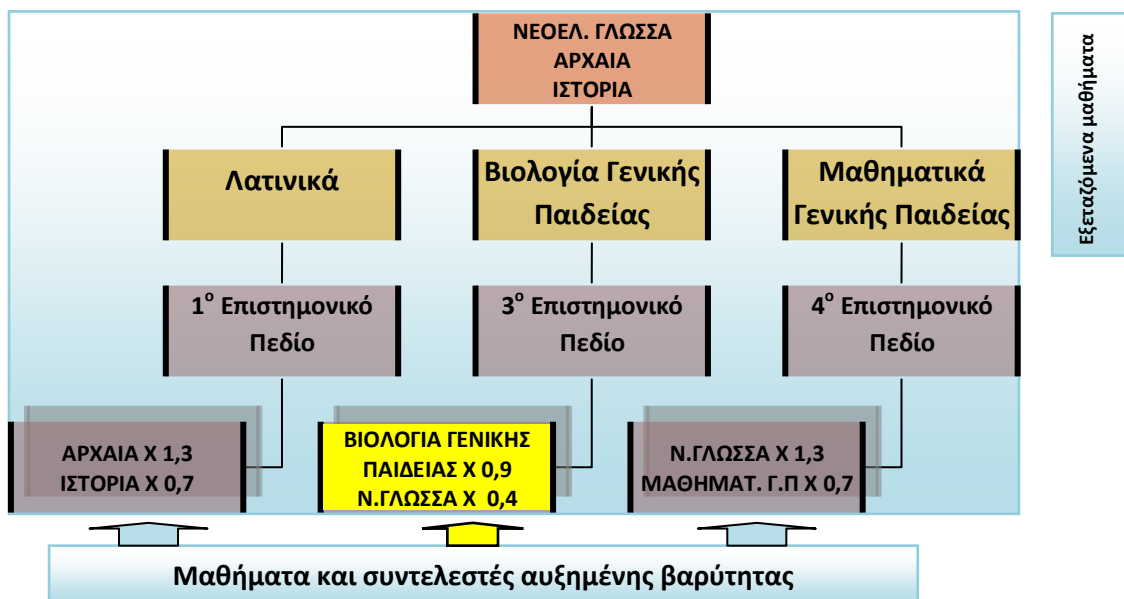 ΝΕΟΕΛ. ΓΛΩΣΣΑ
ΑΡΧΑΙΑ
ΙΣΤΟΡΙΑ
Εξεταζόμενα μαθήματα
Λατινικά
Βιολογία Γενικής
Παιδείας
Μαθηματικά
Γενικής Παιδείας
1ο Επιστημονικό
Πεδίο
3ο Επιστημονικό
Πεδίο
4ο Επιστημονικό
Πεδίο
ΑΡΧΑΙΑ Χ 1,3
ΙΣΤΟΡΙΑ Χ 0,7
ΒΙΟΛΟΓΙΑ ΓΕΝΙΚΗΣ
ΠΑΙΔΕΙΑΣ Χ 0,9
Ν.ΓΛΩΣΣΑ Χ 0,4
Ν.ΓΛΩΣΣΑ Χ 1,3
ΜΑΘΗΜΑΤ. Γ.Π Χ 0,7
Μαθήματα και συντελεστές αυξημένης βαρύτητας